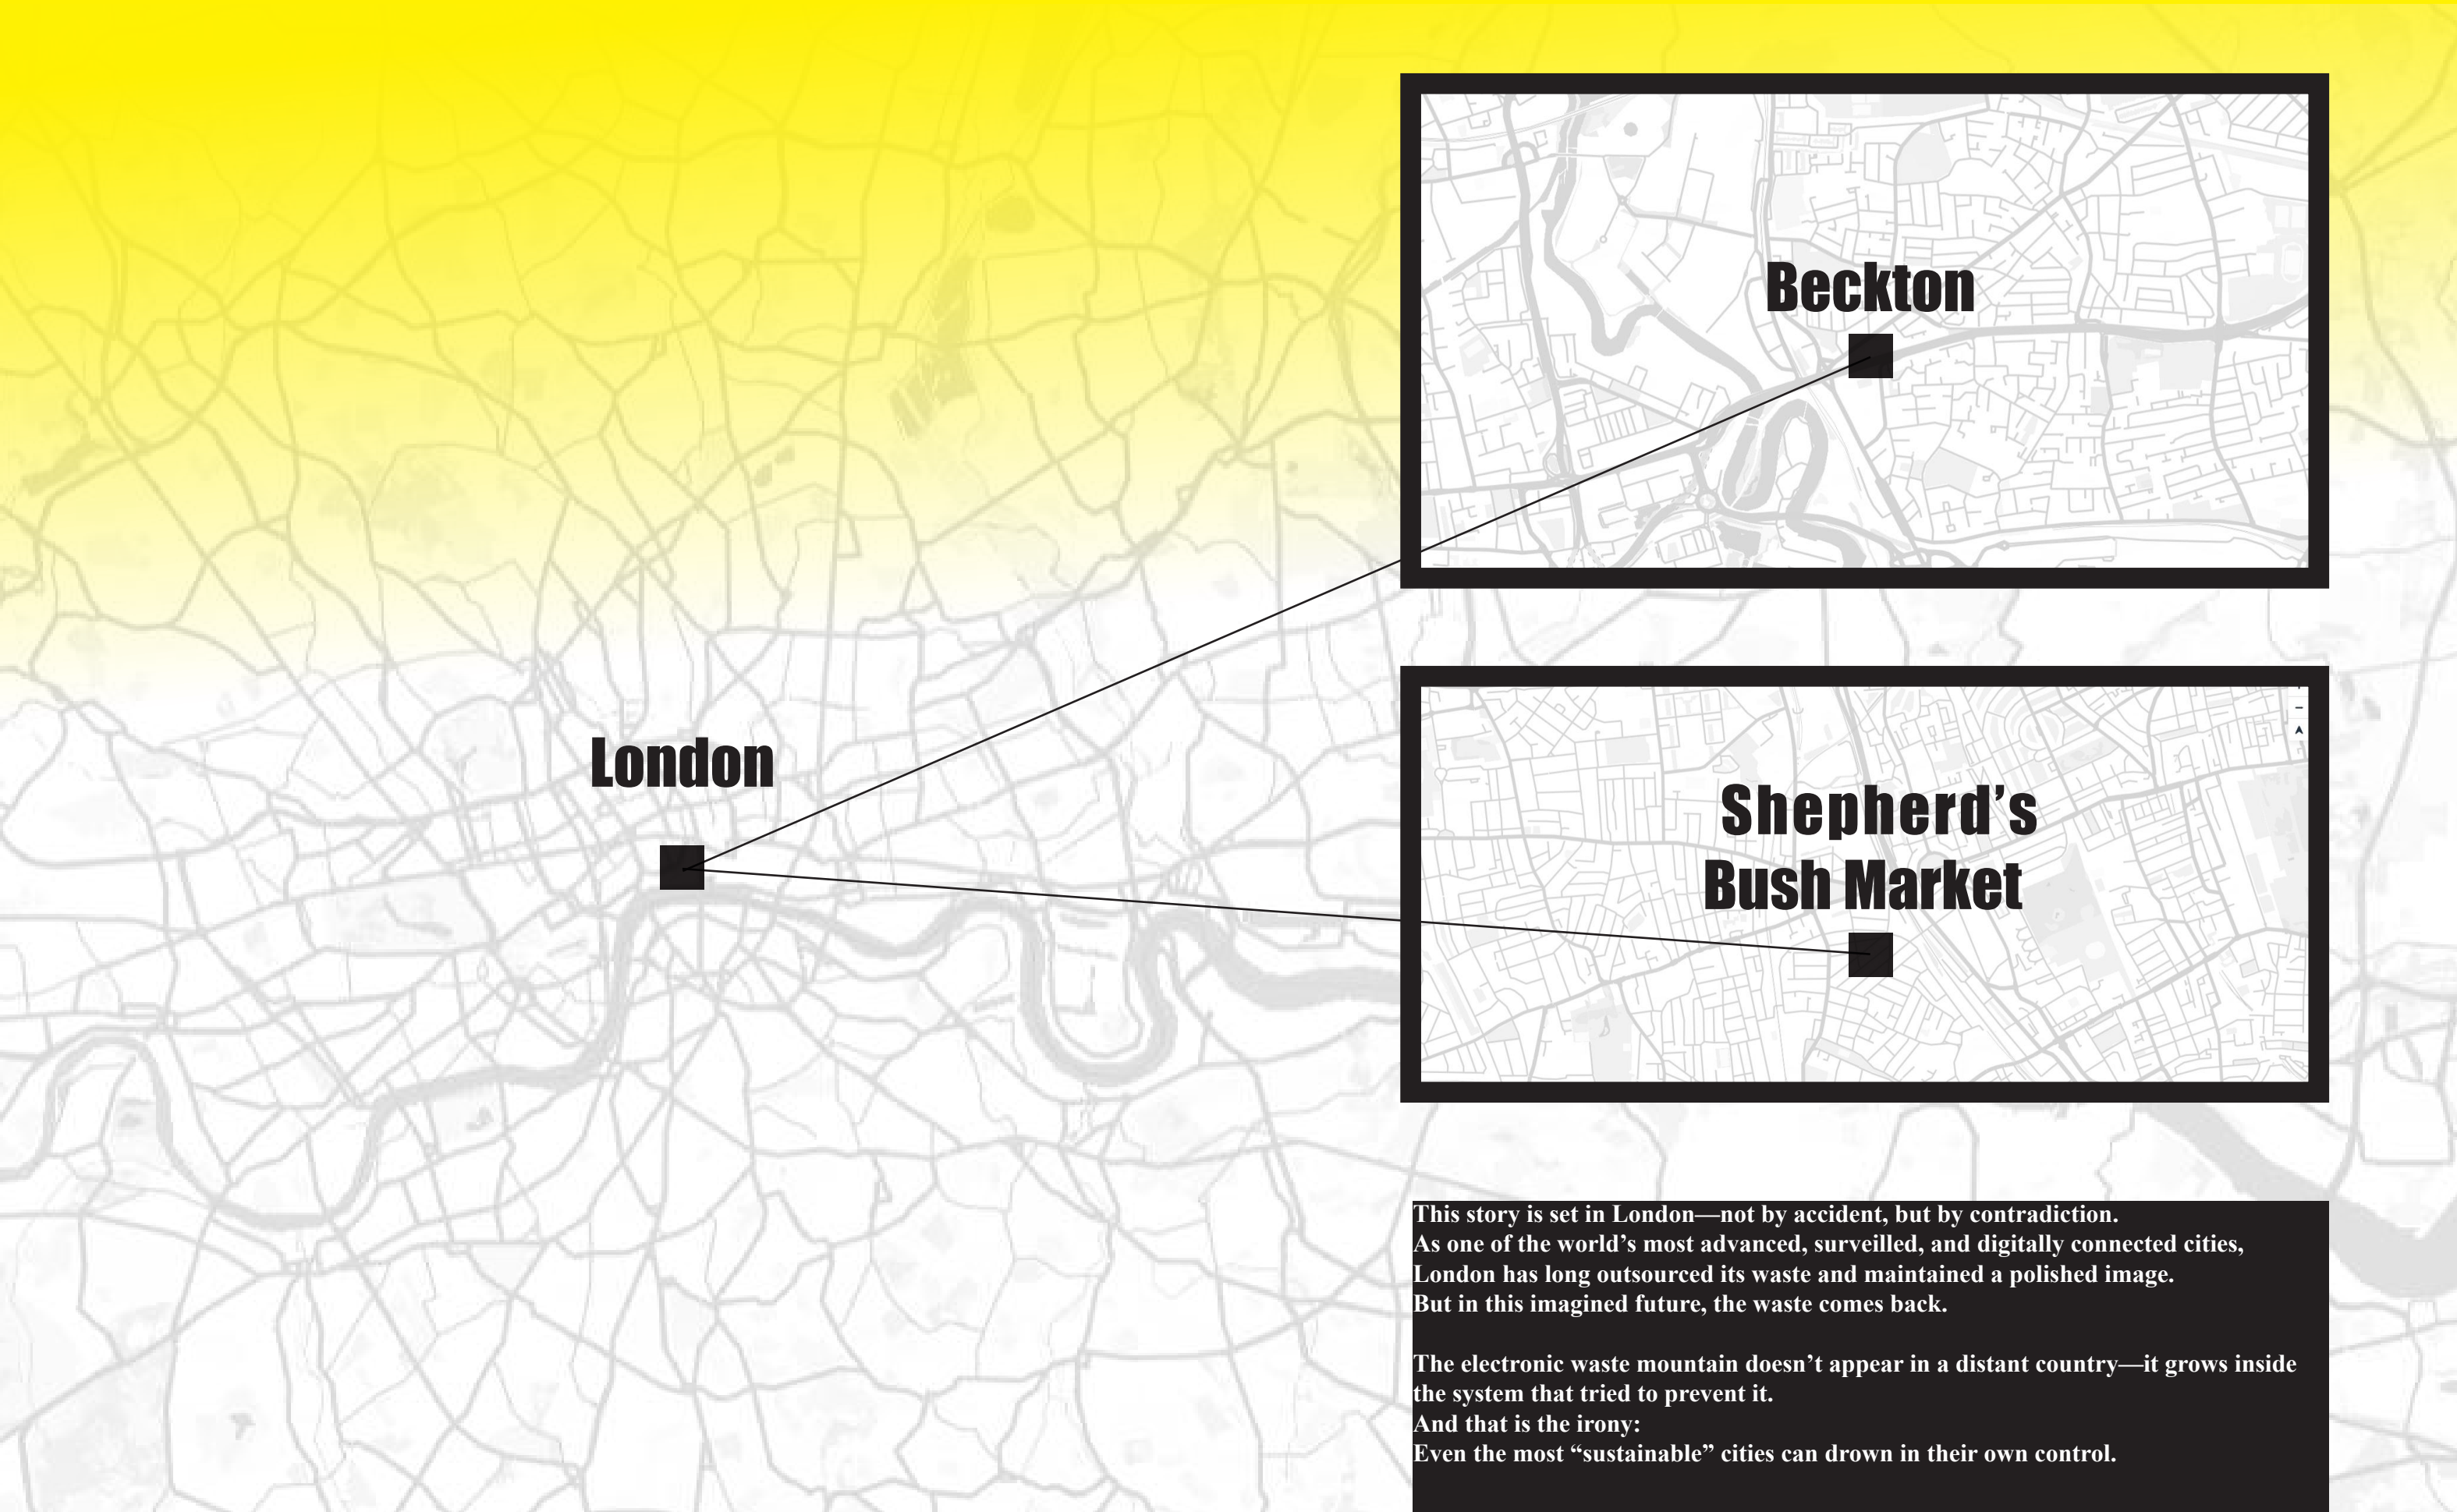 Beckton
London
Shepherd’s
Bush Market
This story is set in London—not by accident, but by contradiction.
As one of the world’s most advanced, surveilled, and digitally connected cities,
London has long outsourced its waste and maintained a polished image.
But in this imagined future, the waste comes back.
The electronic waste mountain doesn’t appear in a distant country—it grows inside
the system that tried to prevent it.
And that is the irony:
Even the most “sustainable” cities can drown in their own control.